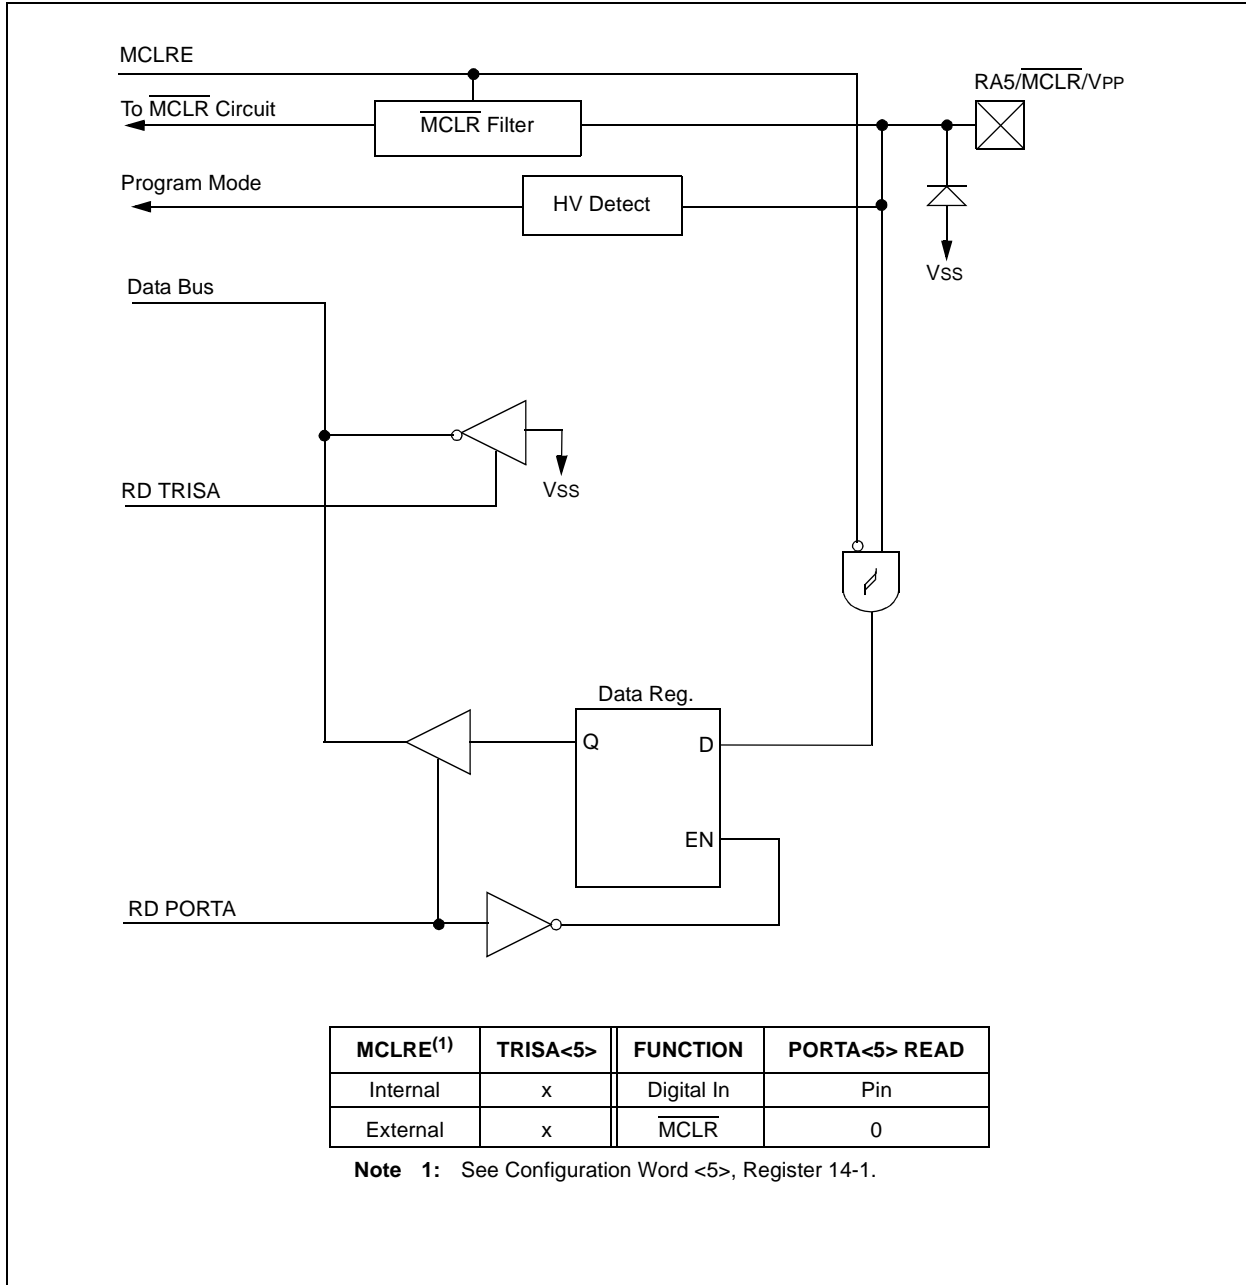 MCLRE
RA5/MCLR/VPP
To MCLR Circuit
MCLR Filter
Program Mode
HV Detect
VSS
Data Bus
RD TRISA
VSS
Data Reg.
Q
D
EN
RD PORTA
MCLRE(1) TRISA<5> FUNCTION PORTA<5> READ
Internal x Digital In Pin
External x MCLR 0
Note 1: See Configuration Word <5>, Register 14-1.